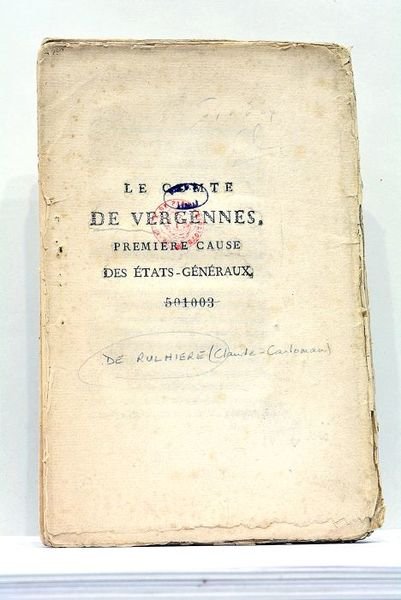 LE COMTE
DE VERGENNES,
PREMIÈRE CAUSE
DES ÉTATS-GÉNÉRAUX.
501003
DE RULHIERE (Claude-Carloman)